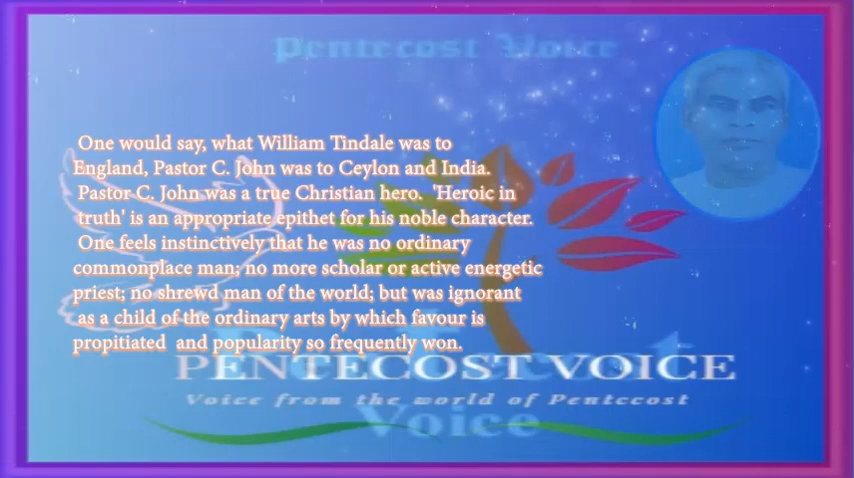 Pentecost Voice
One would say, what William Tindale was to
England, Pastor C. John was to Ceylon and India.
Pastor C. John was a true Christian hero. 'Heroic in
truth' is an appropriate epithet for his noble character.
One feels instinctively that he was no ordinary
commonplace man; no more scholar or active energetic
priest; no shrewd man of the world; but was ignorant
as a child of the ordinary arts by which favour is
propitiated and popularity so frequently won.
PENTECOST VOICE
Voice from the world of Pentecost
Voice